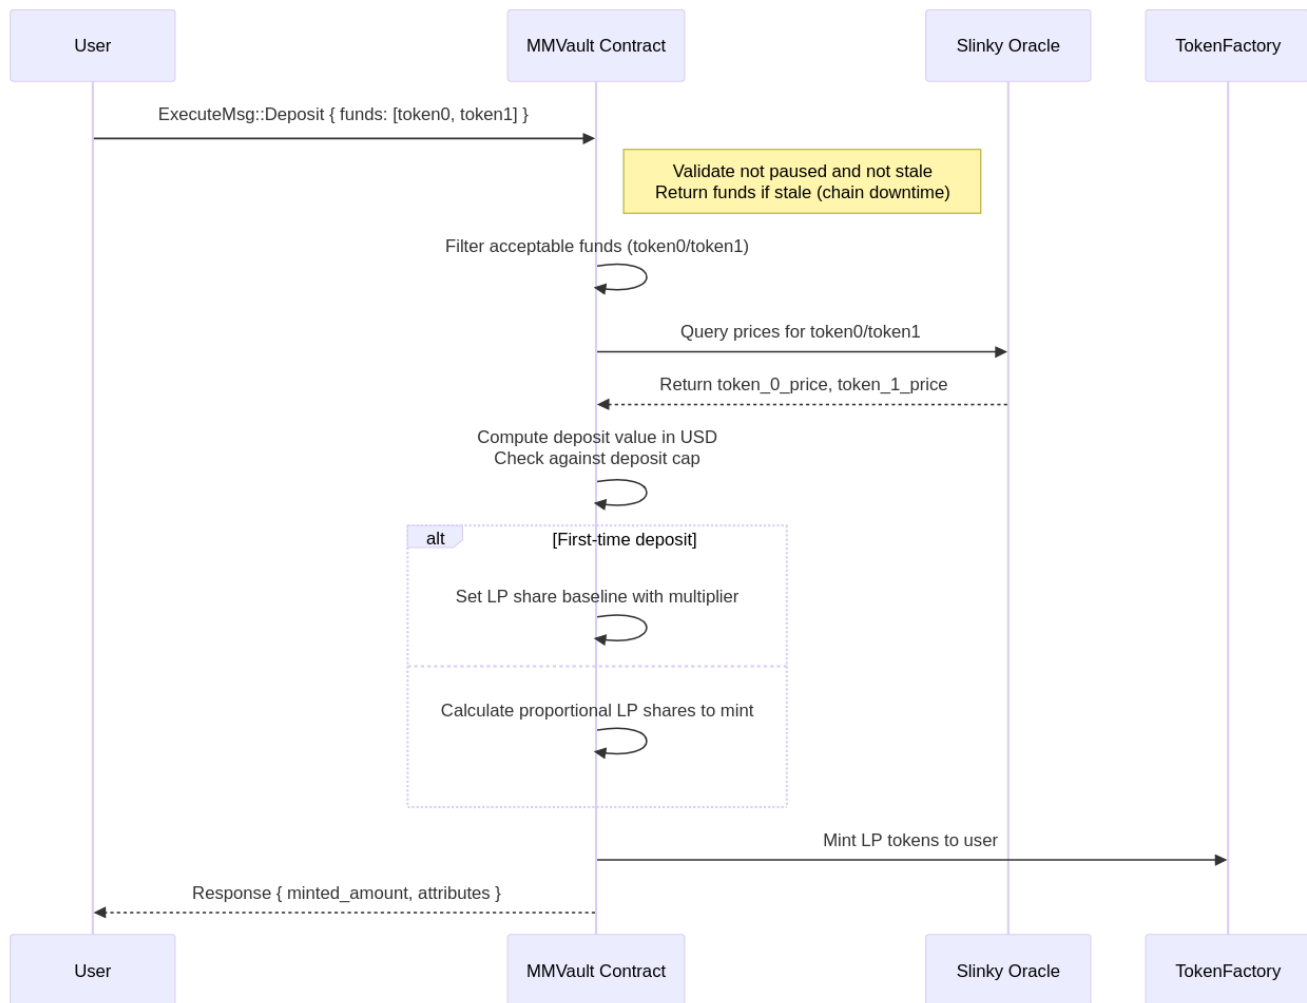 User
MMVault Contract
Slinky Oracle
TokenFactory
ExecuteMsg::Deposit { funds: [token0, token1] }
Validate not paused and not stale
Return funds if stale (chain downtime)
Filter acceptable funds (token0/token1)
Query prices for token0/token1
Return token_0_price, token_1_price
Compute deposit value in USD
Check against deposit cap
alt
[First-time deposit]
Set LP share baseline with multiplier
Calculate proportional LP shares to mint
Mint LP tokens to user
Response { minted_amount, attributes }
User
MMVault Contract
Slinky Oracle
TokenFactory